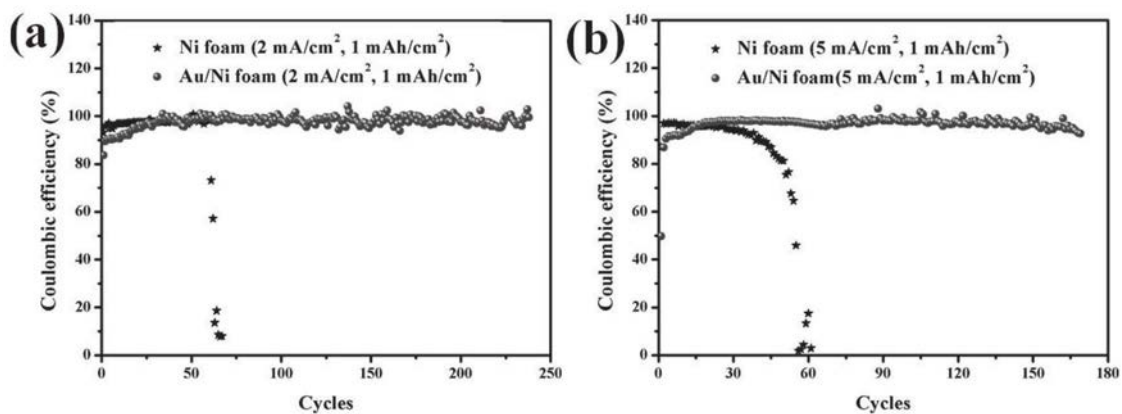 (a)
Ni foam (2 mA/cm², 1 mAh/cm²)
Au/Ni foam (2 mA/cm², 1 mAh/cm²)
Coulombic efficiency (%)
140
120
100
80
60
40
20
0
0 50 100 150 200 250
Cycles
(b)
Ni foam (5 mA/cm², 1 mAh/cm²)
Au/Ni foam(5 mA/cm², 1 mAh/cm²)
Coulombic efficiency (%)
140
120
100
80
60
40
20
0
0 30 60 90 120 150 180
Cycles